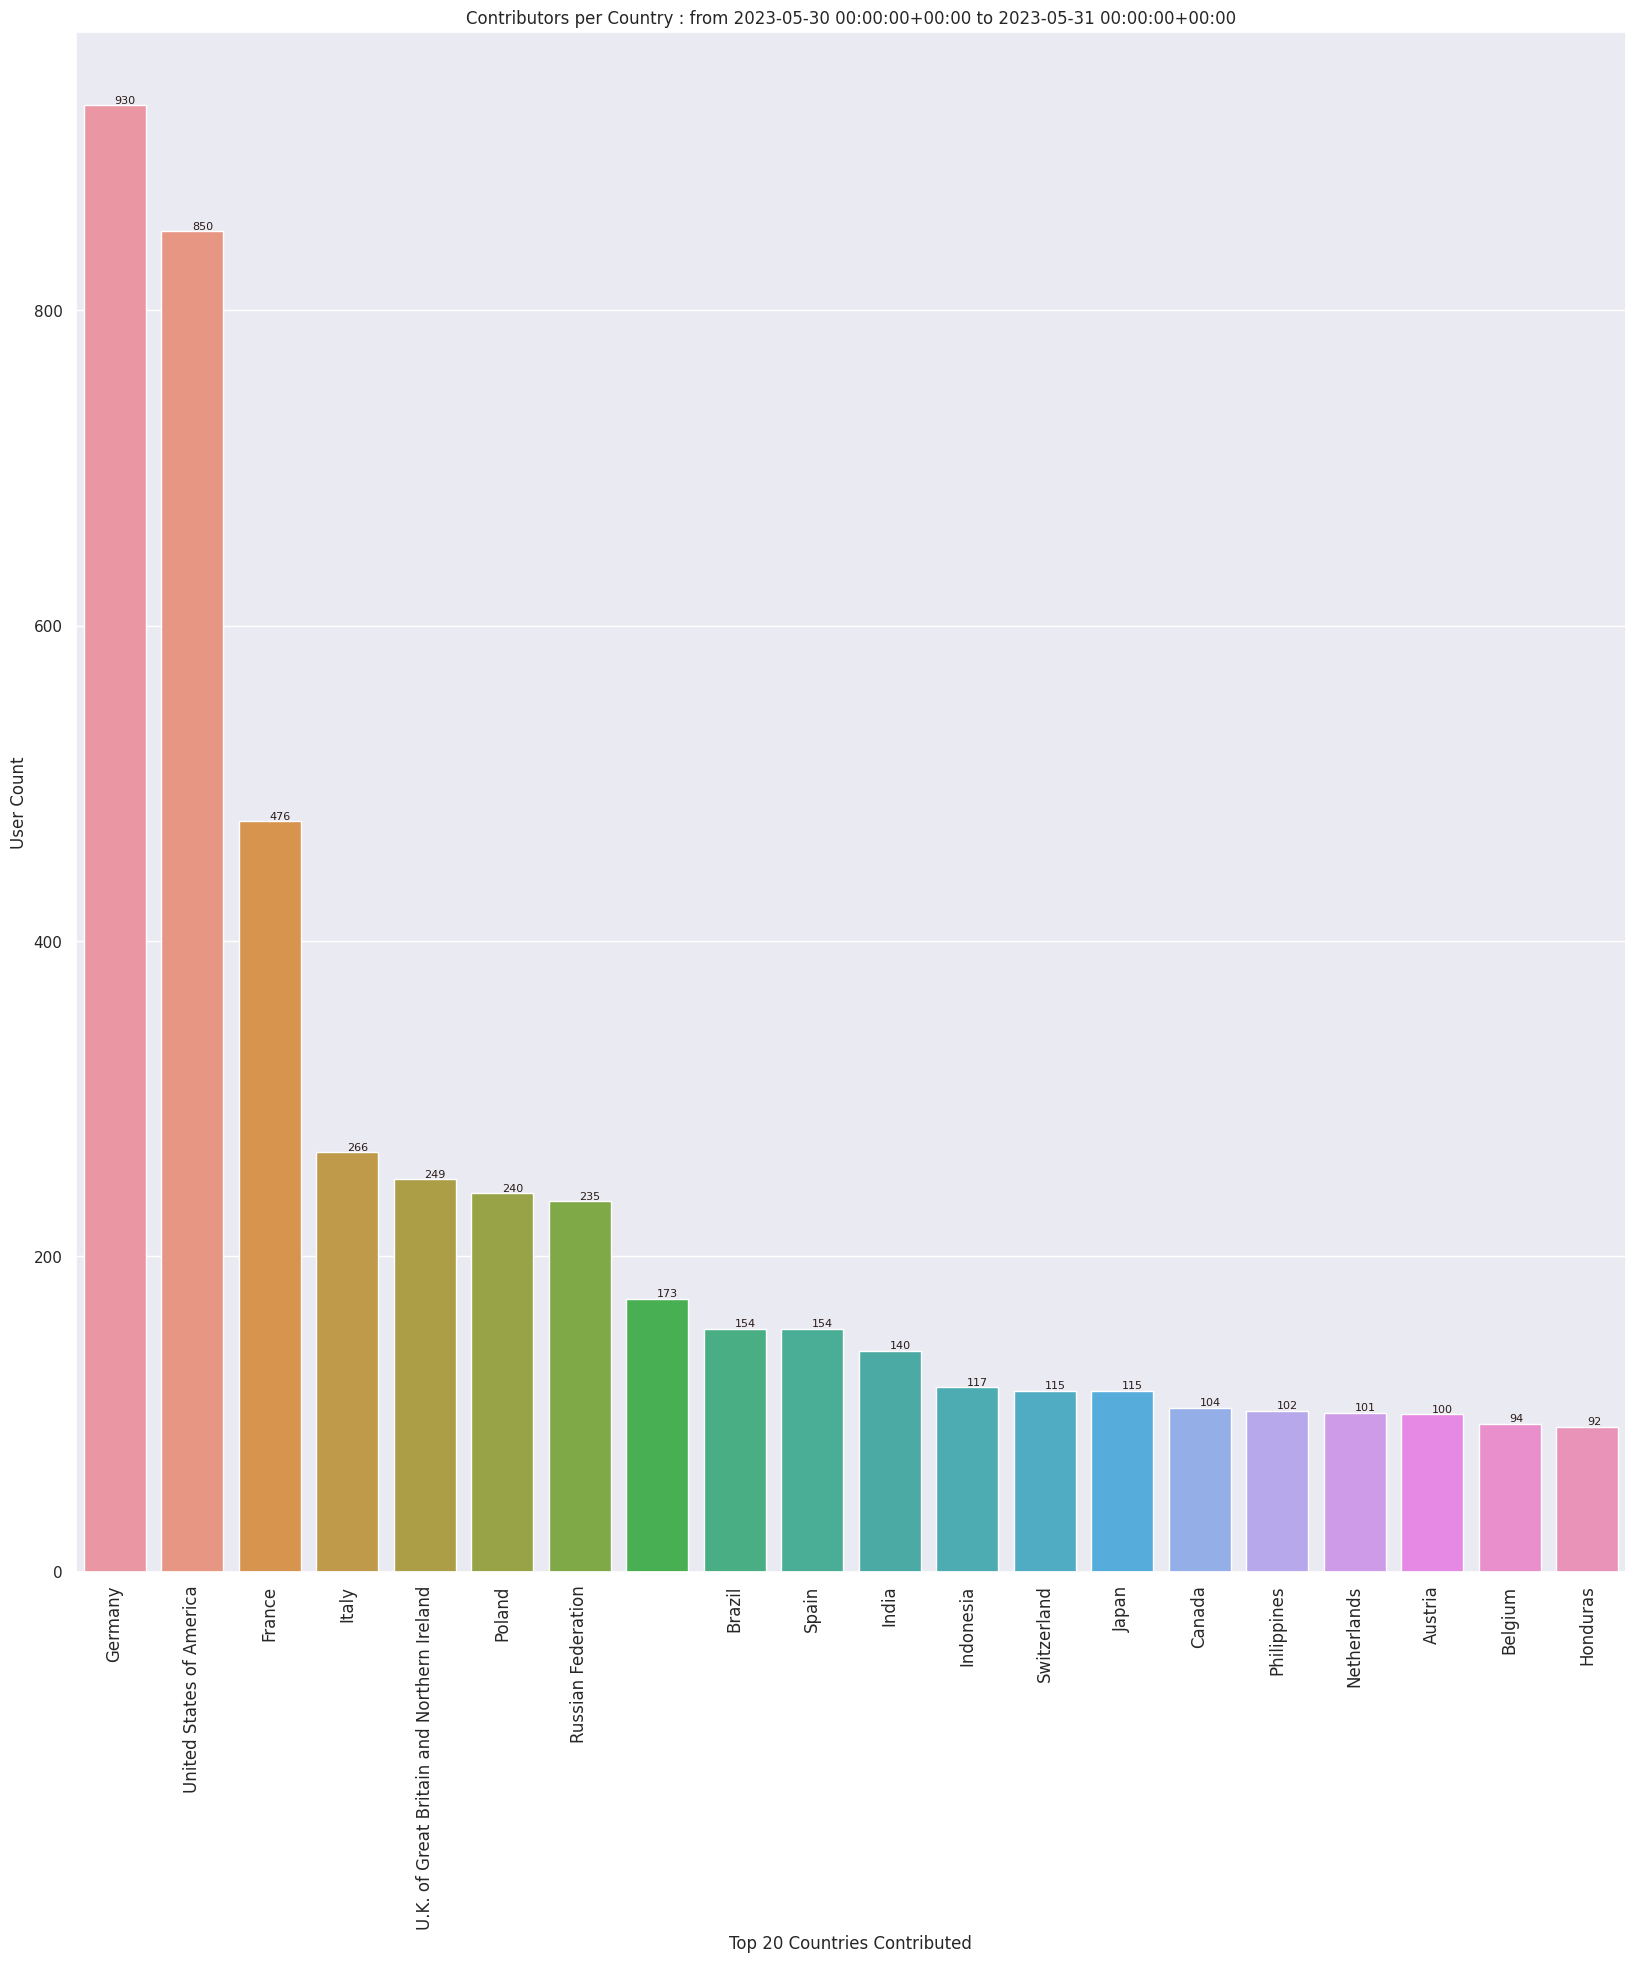 Contributors per Country : from 2023-05-30 00:00:00+00:00 to 2023-05-31 00:00:00+00:00
User Count
800
600
400
200
0
930
850
476
266
249
240
235
173
154
154
140
117
115
115
104
102
101
100
94
92
Germany
United States of America
France
Italy
U.K. of Great Britain and Northern Ireland
Poland
Russian Federation
Brazil
Spain
India
Indonesia
Switzerland
Japan
Canada
Philippines
Netherlands
Austria
Belgium
Honduras
Top 20 Countries Contributed